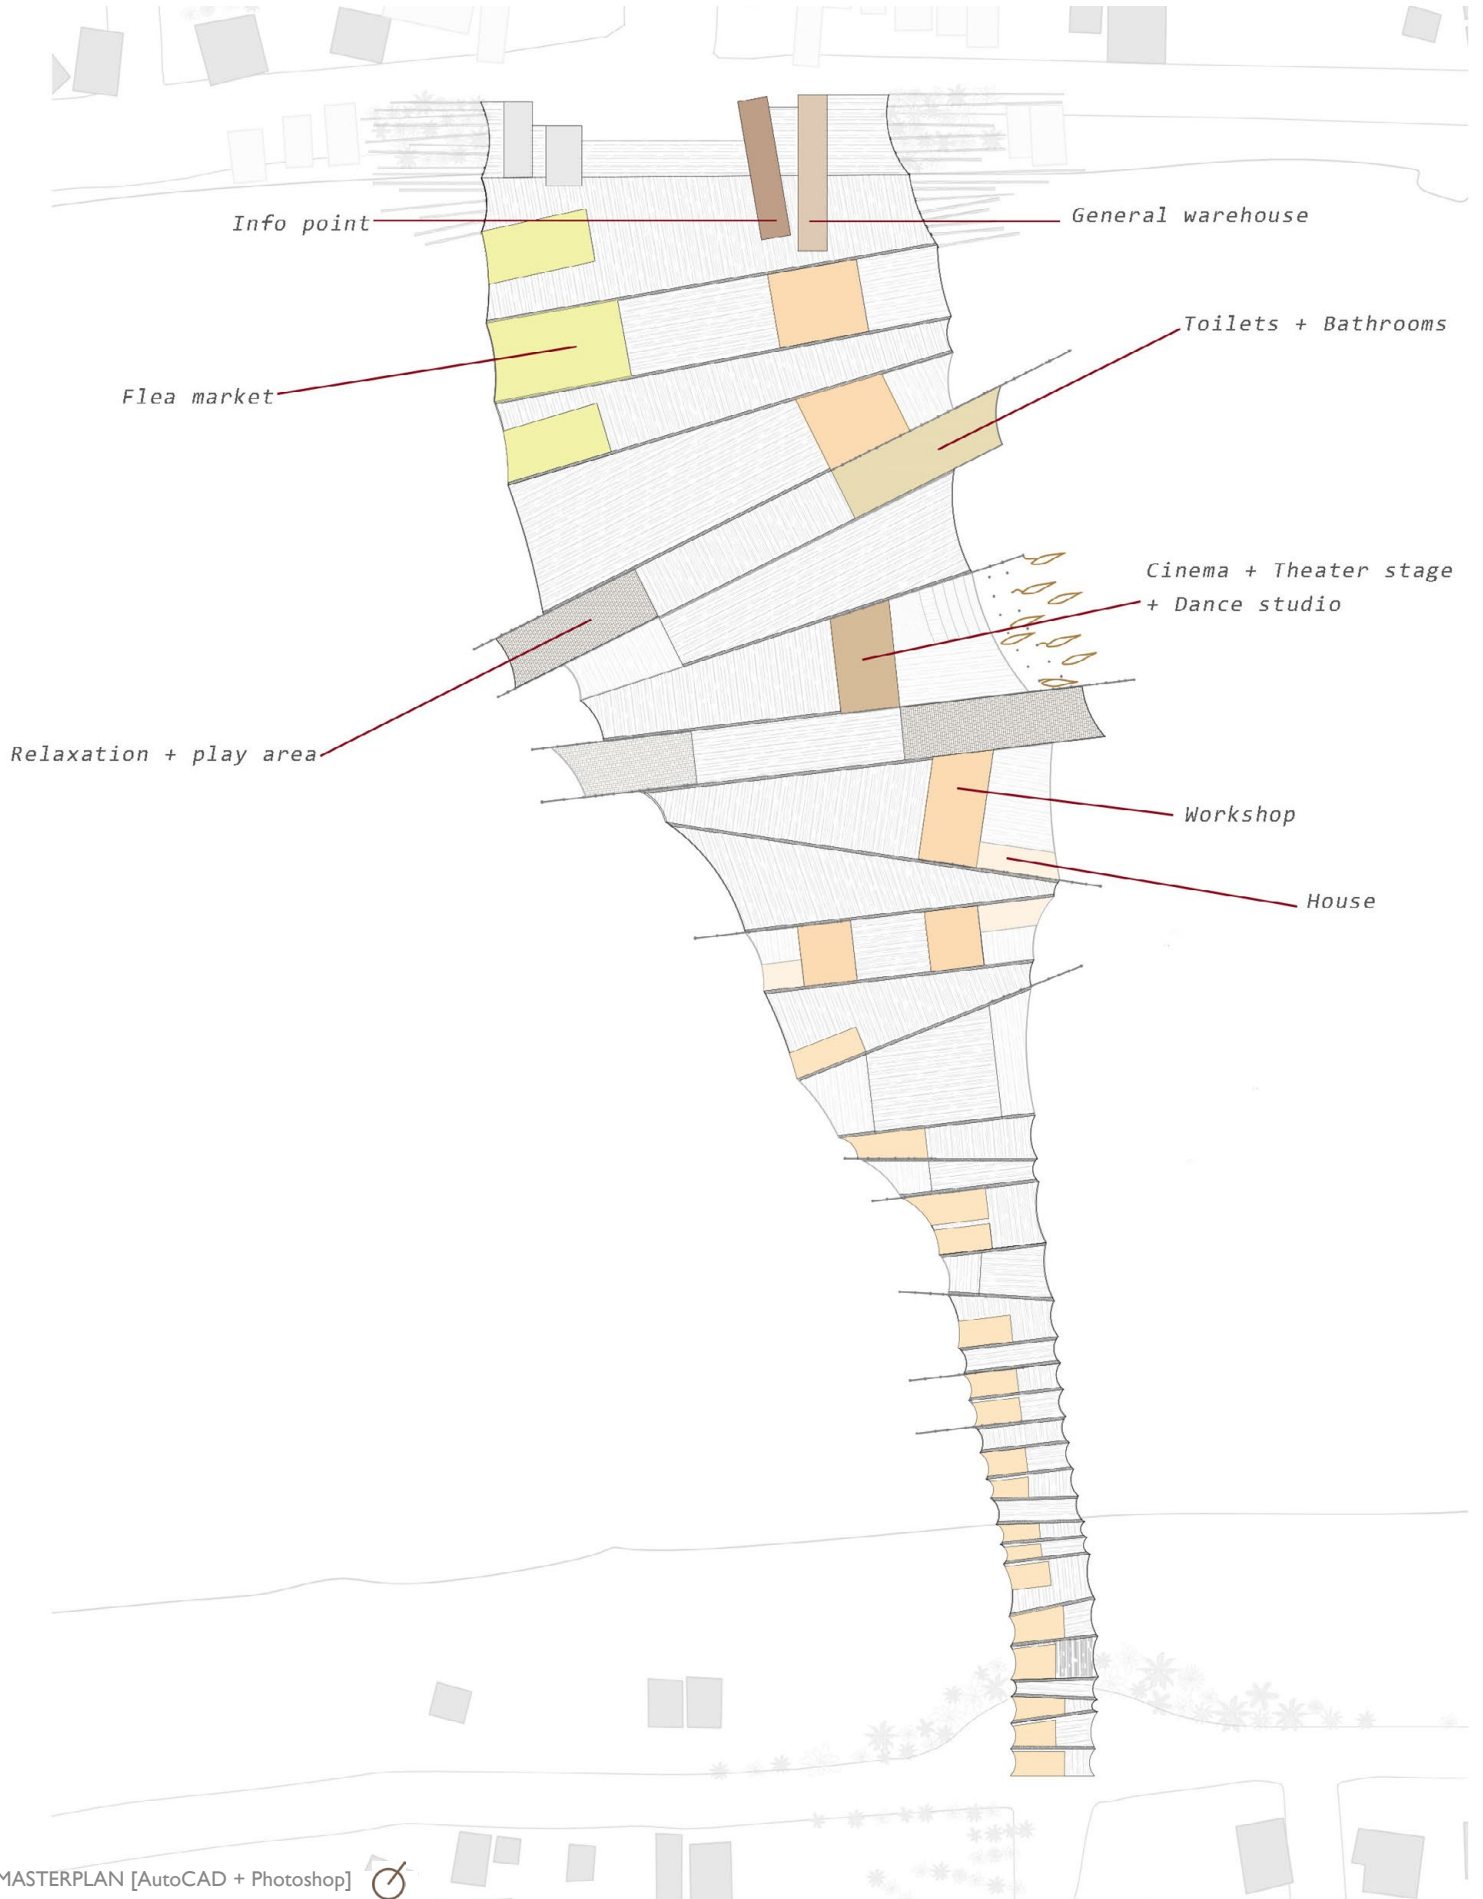 General warehouse
Info point
Toilets + Bathrooms
Flea market
Cinema + Theater stage
+ Dance studio
Relaxation + play area
Workshop
House
MASTERPLAN [AutoCAD + Photoshop]